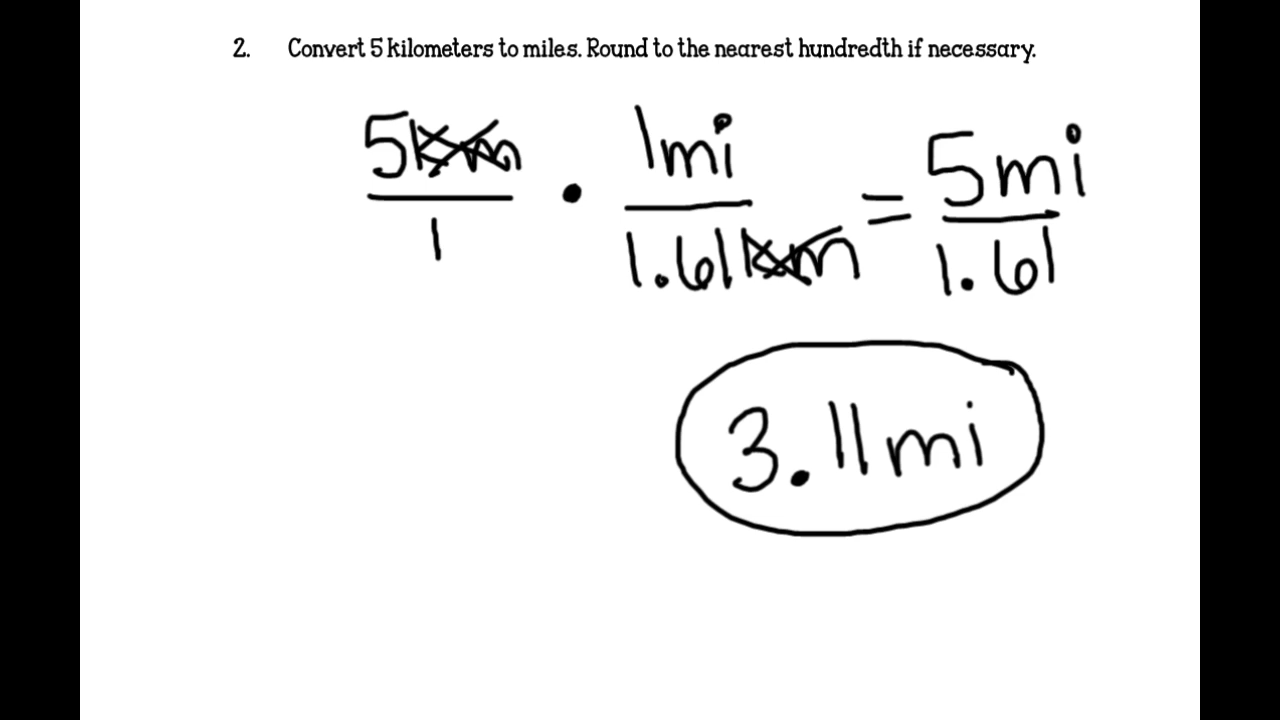 2. Convert 5 kilometers to miles. Round to the nearest hundredth if necessary.
5km/1 • 1mi/1.61km = 5mi/1.61
3.11mi